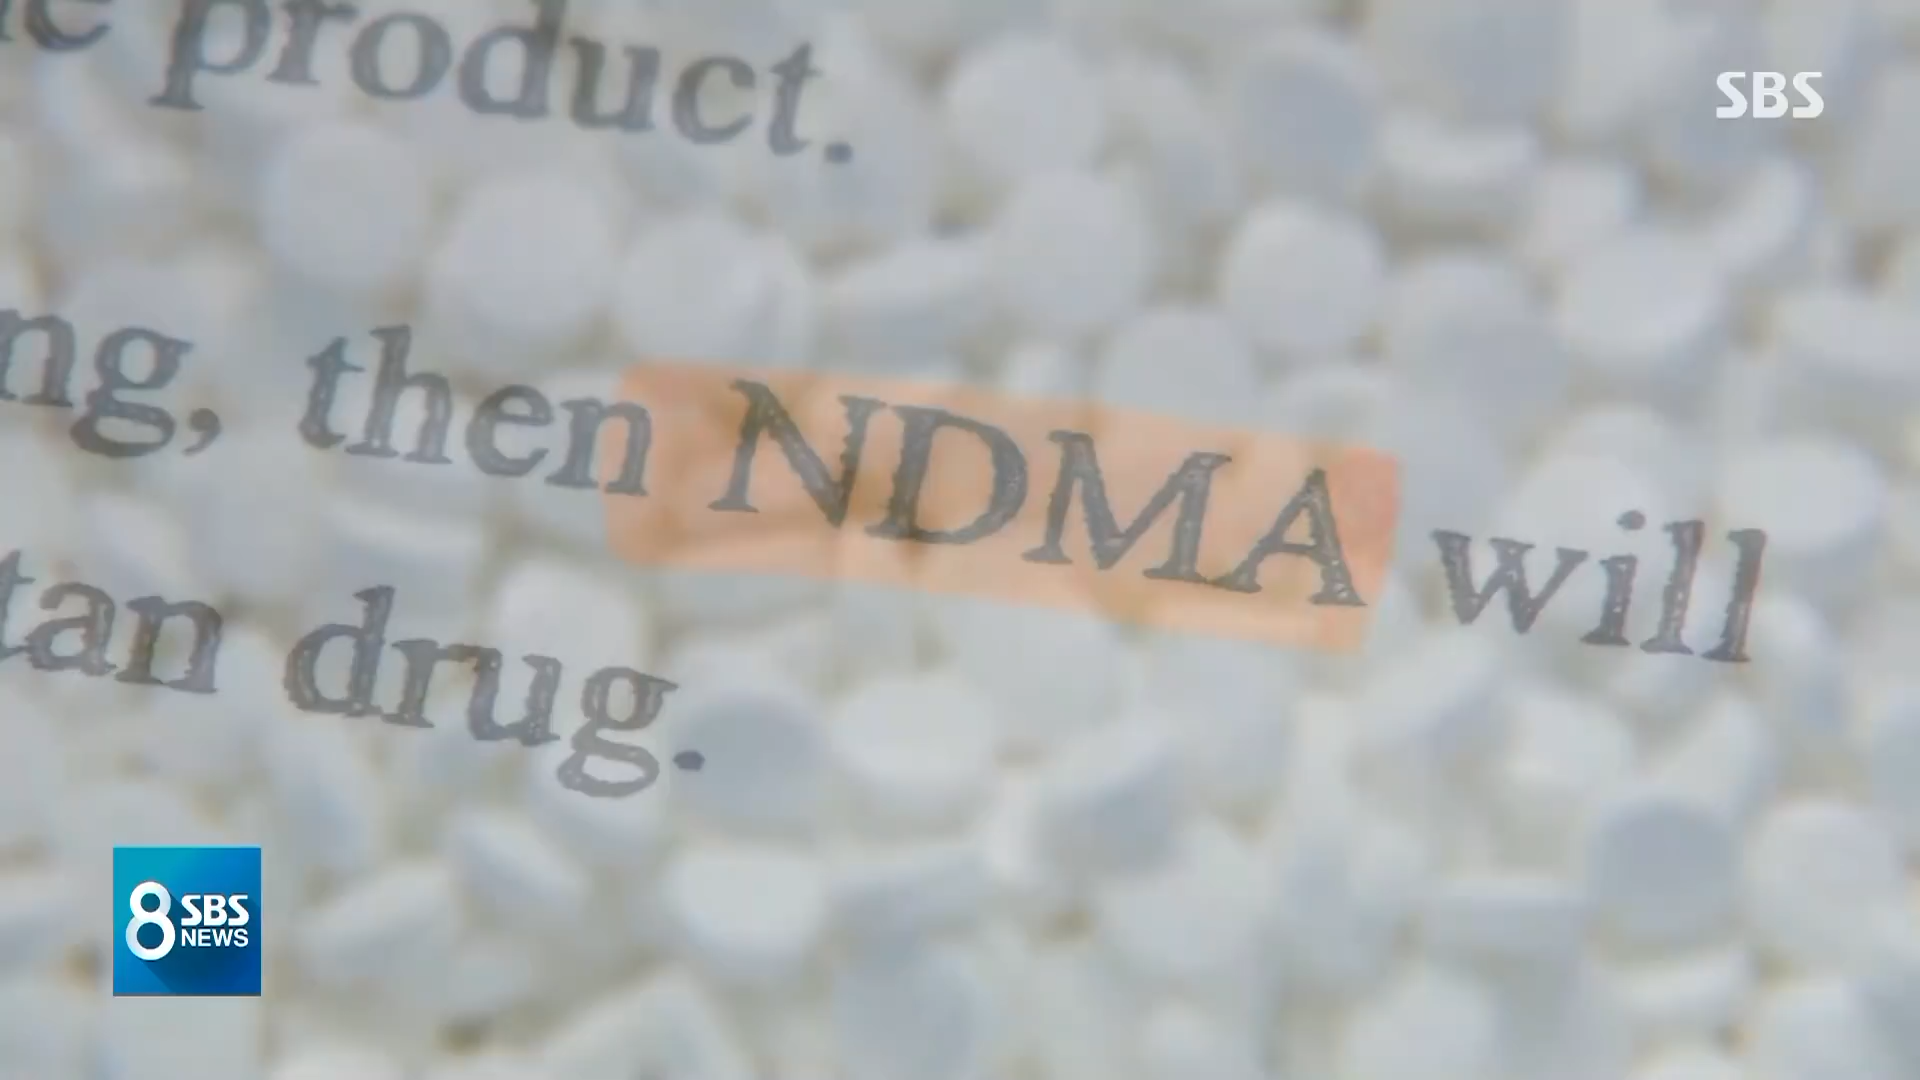 product.
SBS
ng, then NDMA will
tan drug.
8 SBS
NEWS